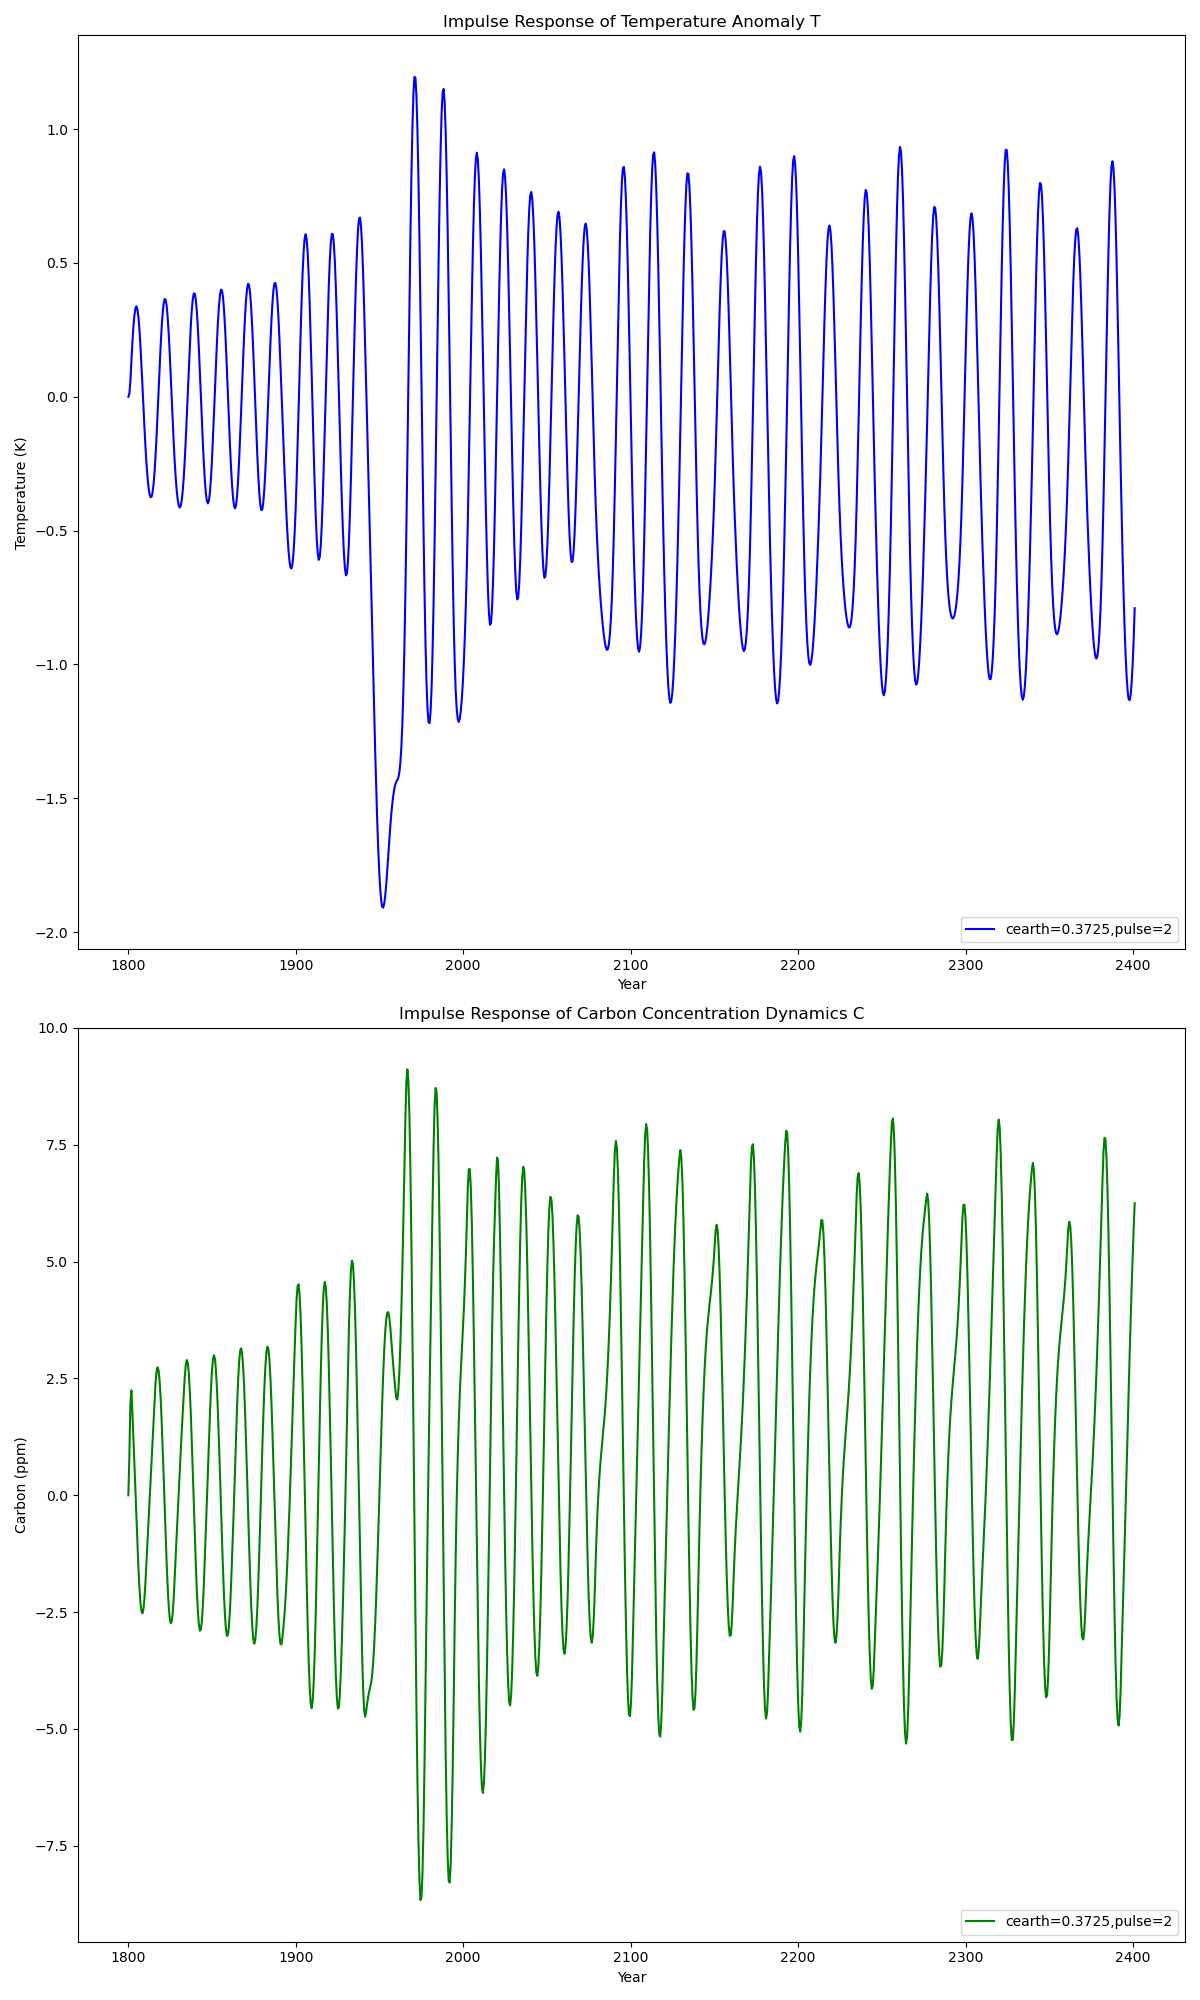 Impulse Response of Temperature Anomaly T
Temperature (K)
1.0
0.5
0.0
−0.5
−1.0
−1.5
−2.0
cearth=0.3725,pulse=2
1800 1900 2000 2100 2200 2300 2400
Year
Impulse Response of Carbon Concentration Dynamics C
Carbon (ppm)
10.0
7.5
5.0
2.5
0.0
−2.5
−5.0
−7.5
cearth=0.3725,pulse=2
1800 1900 2000 2100 2200 2300 2400
Year